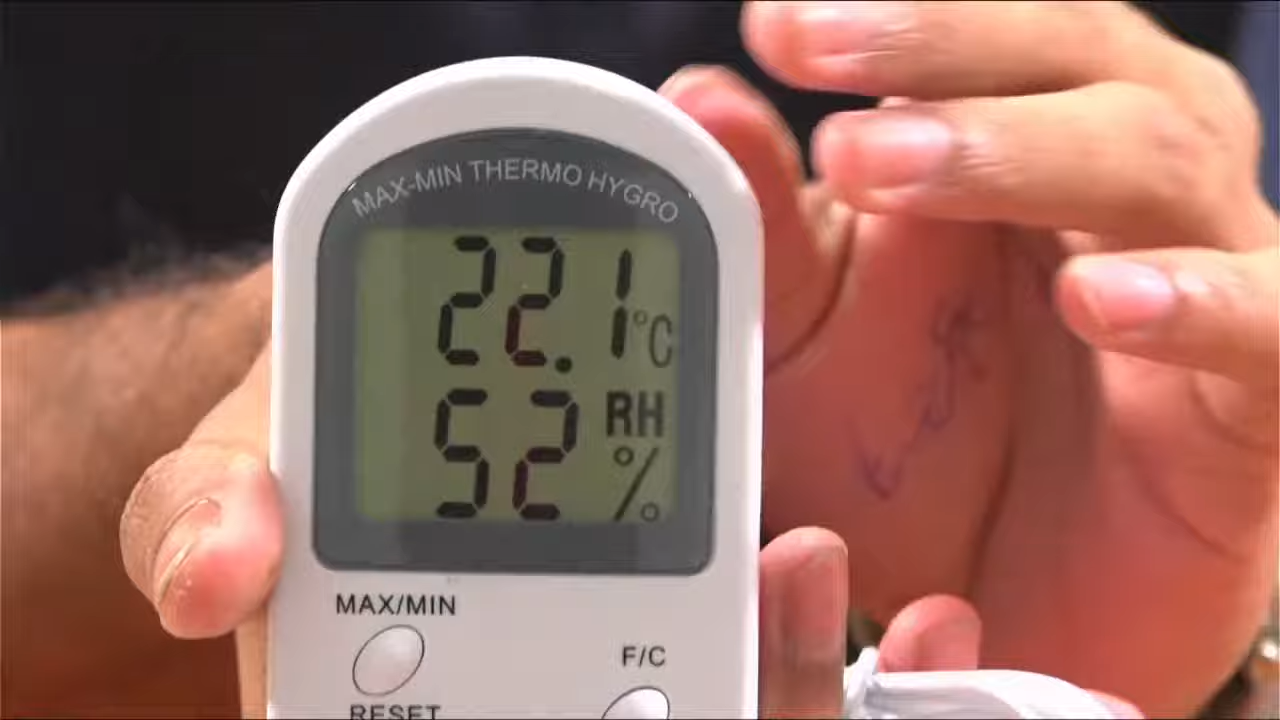 MAX-MIN THERMO HYGRO
22.1°C
52 RH %
MAX/MIN
F/C
RESET